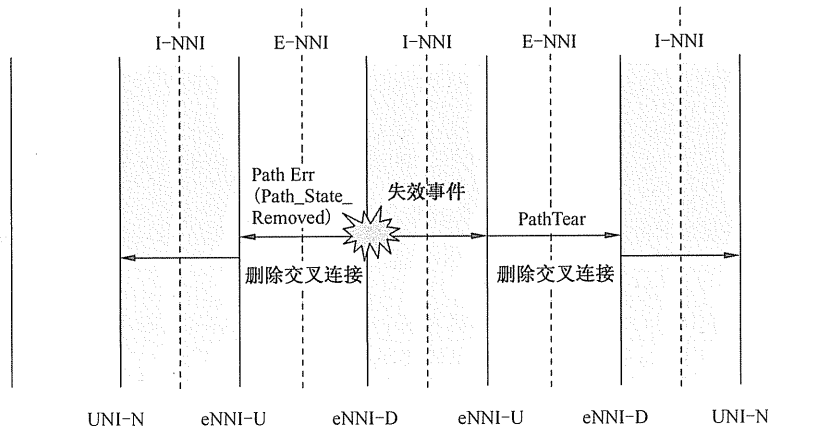 I-NNI
E-NNI
I-NNI
E-NNI
I-NNI
Path Err
(Path_State_
Removed)
失效事件
PathTear
删除交叉连接
删除交叉连接
UNI-N
eNNI-U
eNNI-D
eNNI-U
eNNI-D
UNI-N